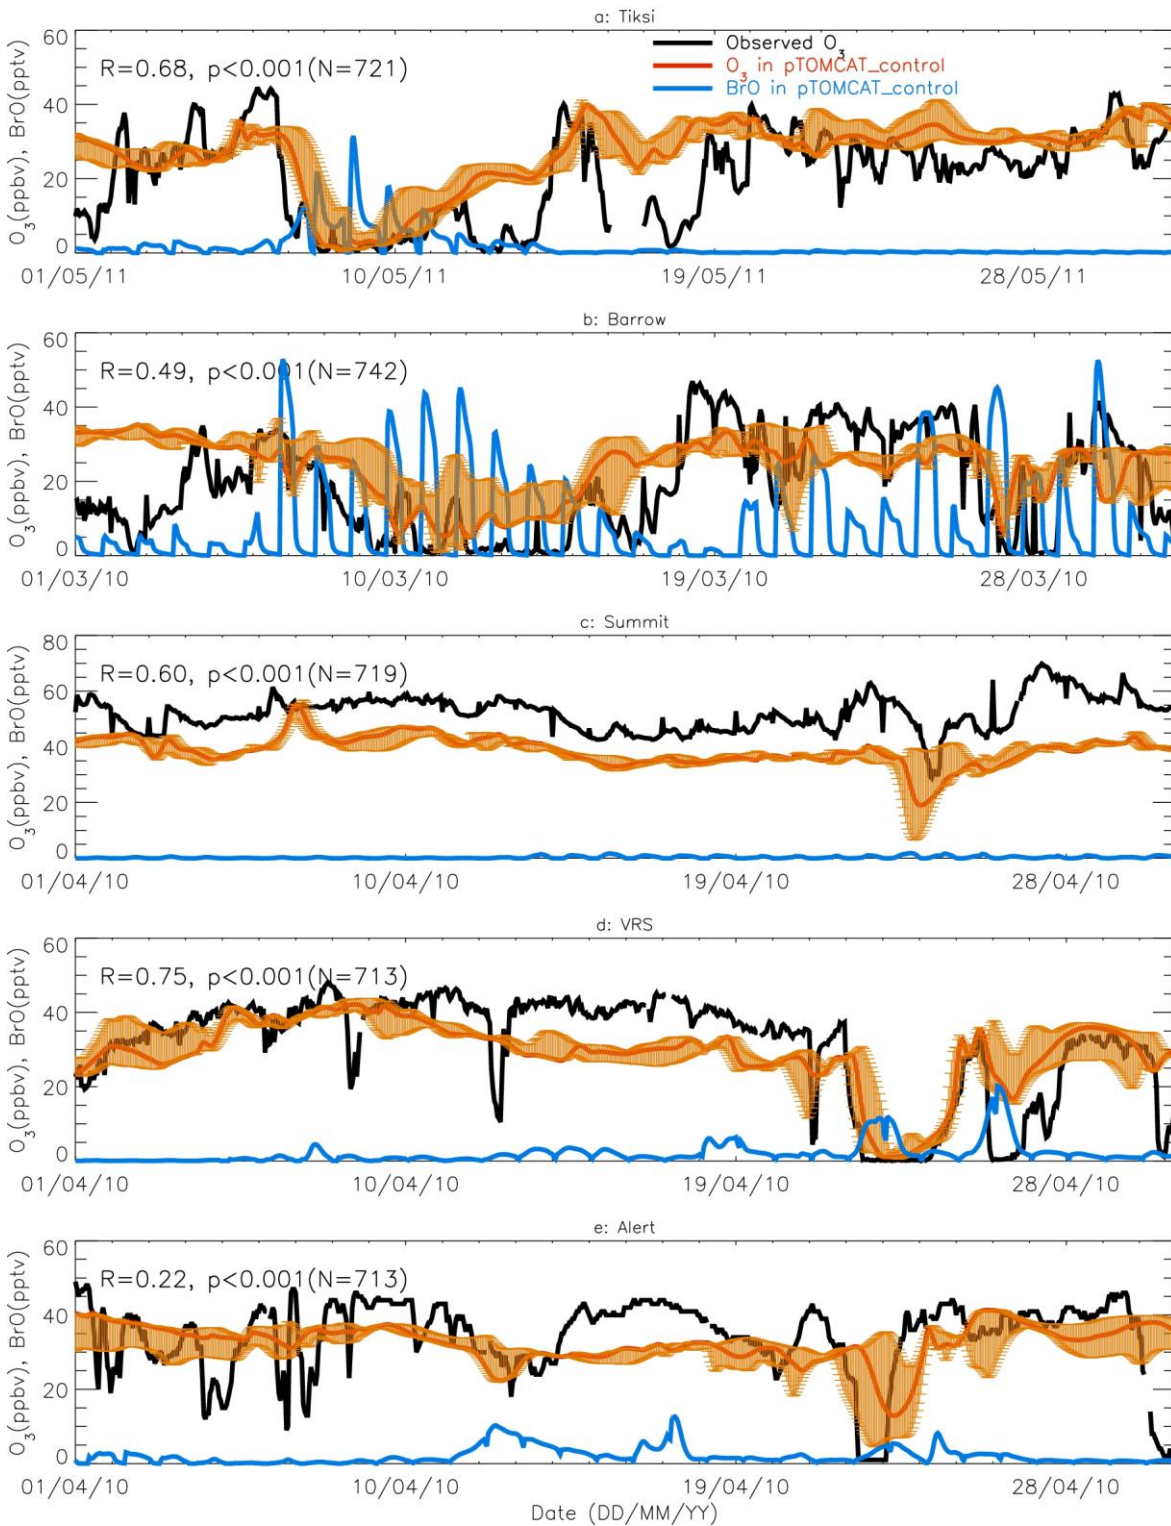 a: Tiksi
O₃(ppbv), BrO(pptv)
60
40
20
0
R=0.68, p<0.001(N=721)
Observed O₃
O₃ in pTOMCAT_control
BrO in pTOMCAT_control
01/05/11 10/05/11 19/05/11 28/05/11
b: Barrow
O₃(ppbv), BrO(pptv)
60
40
20
0
R=0.49, p<0.001(N=742)
01/03/10 10/03/10 19/03/10 28/03/10
c: Summit
O₃(ppbv), BrO(pptv)
80
60
40
20
0
R=0.60, p<0.001(N=719)
01/04/10 10/04/10 19/04/10 28/04/10
d: VRS
O₃(ppbv), BrO(pptv)
60
40
20
0
R=0.75, p<0.001(N=713)
01/04/10 10/04/10 19/04/10 28/04/10
e: Alert
O₃(ppbv), BrO(pptv)
60
40
20
0
R=0.22, p<0.001(N=713)
01/04/10 10/04/10 19/04/10 28/04/10
Date (DD/MM/YY)